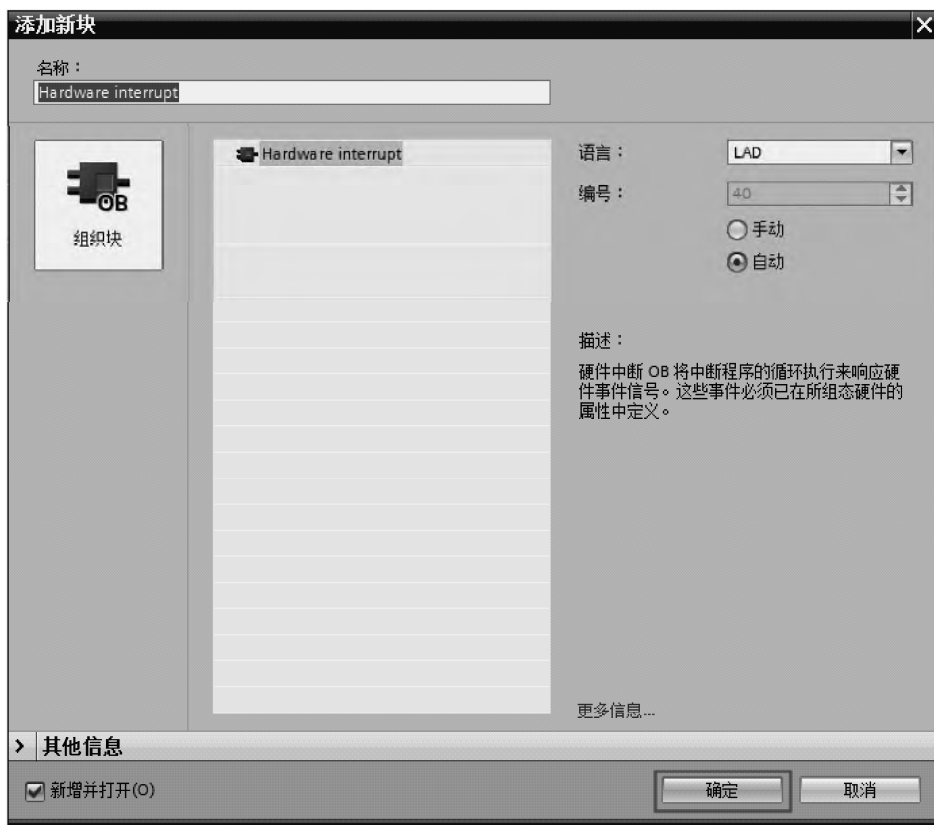 添加新块
名称：
Hardware interrupt
OB
组织块
Hardware interrupt
语言：
LAD
编号：
40
手动
自动
描述：
硬件中断 OB 将中断程序的循环执行来响应硬
件事件信号。这些事件必须已在所组态硬件的
属性中定义。
更多信息...
其他信息
新增并打开(O)
确定
取消